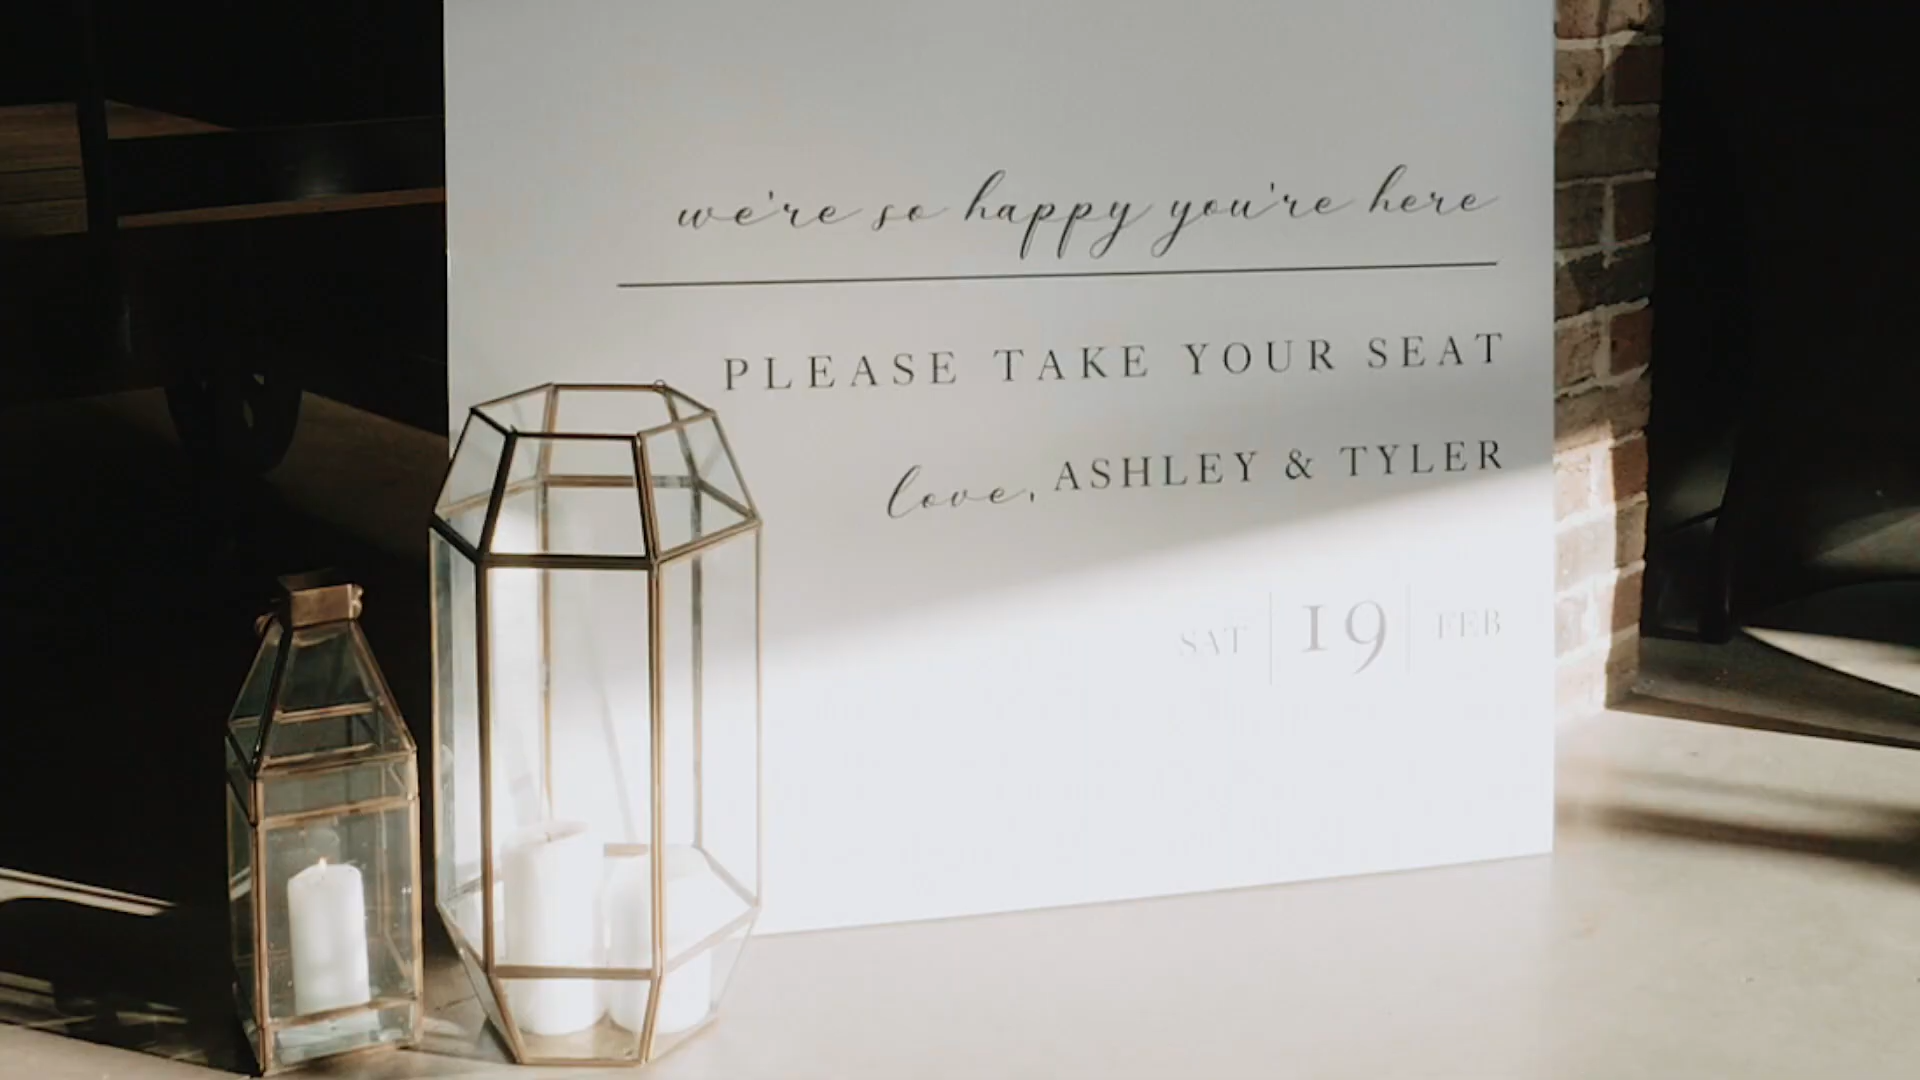 we're so happy you're here
PLEASE TAKE YOUR SEAT
love, ASHLEY & TYLER
SAT | 19 | FEB